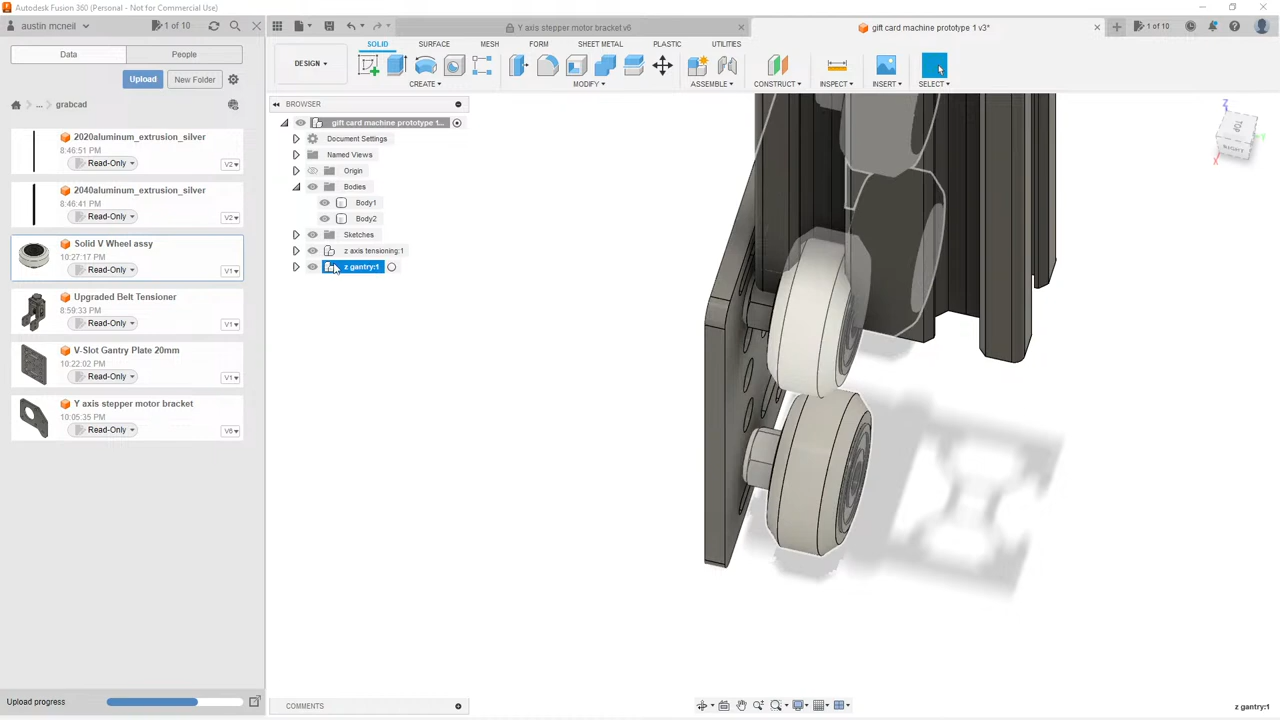 Autodesk Fusion 360 (Personal - Not for Commercial Use)
austin mcneil
1 of 10
Y axis stepper motor bracket v6
gift card machine prototype 1 v3*
1 of 10
Data
People
SOLID
SURFACE
MESH
FORM
SHEET METAL
PLASTIC
UTILITIES
DESIGN
Upload
New Folder
CREATE
MODIFY
ASSEMBLE
CONSTRUCT
INSPECT
INSERT
SELECT
... grabcad
BROWSER
gift card machine prototype 1...
Document Settings
Named Views
Origin
Bodies
Body1
Body2
Sketches
z axis tensioning:1
z gantry:1
2020aluminum_extrusion_silver
8:46:51 PM
Read-Only
V2
2040aluminum_extrusion_silver
8:46:41 PM
Read-Only
V2
Solid V Wheel assy
10:27:17 PM
Read-Only
V1
Upgraded Belt Tensioner
8:59:33 PM
Read-Only
V1
V-Slot Gantry Plate 20mm
10:22:02 PM
Read-Only
V1
Y axis stepper motor bracket
10:05:35 PM
Read-Only
V6
Z
TOP
RIGHT
X
Y
Upload progress
COMMENTS
z gantry:1